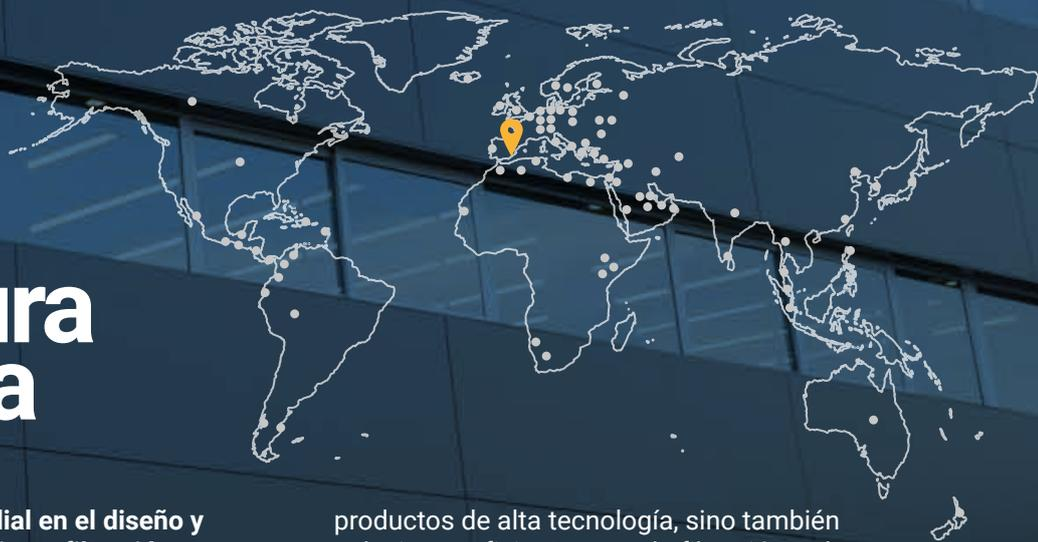 ura
a
dial en el diseño y
productos de alta tecnología, sino también